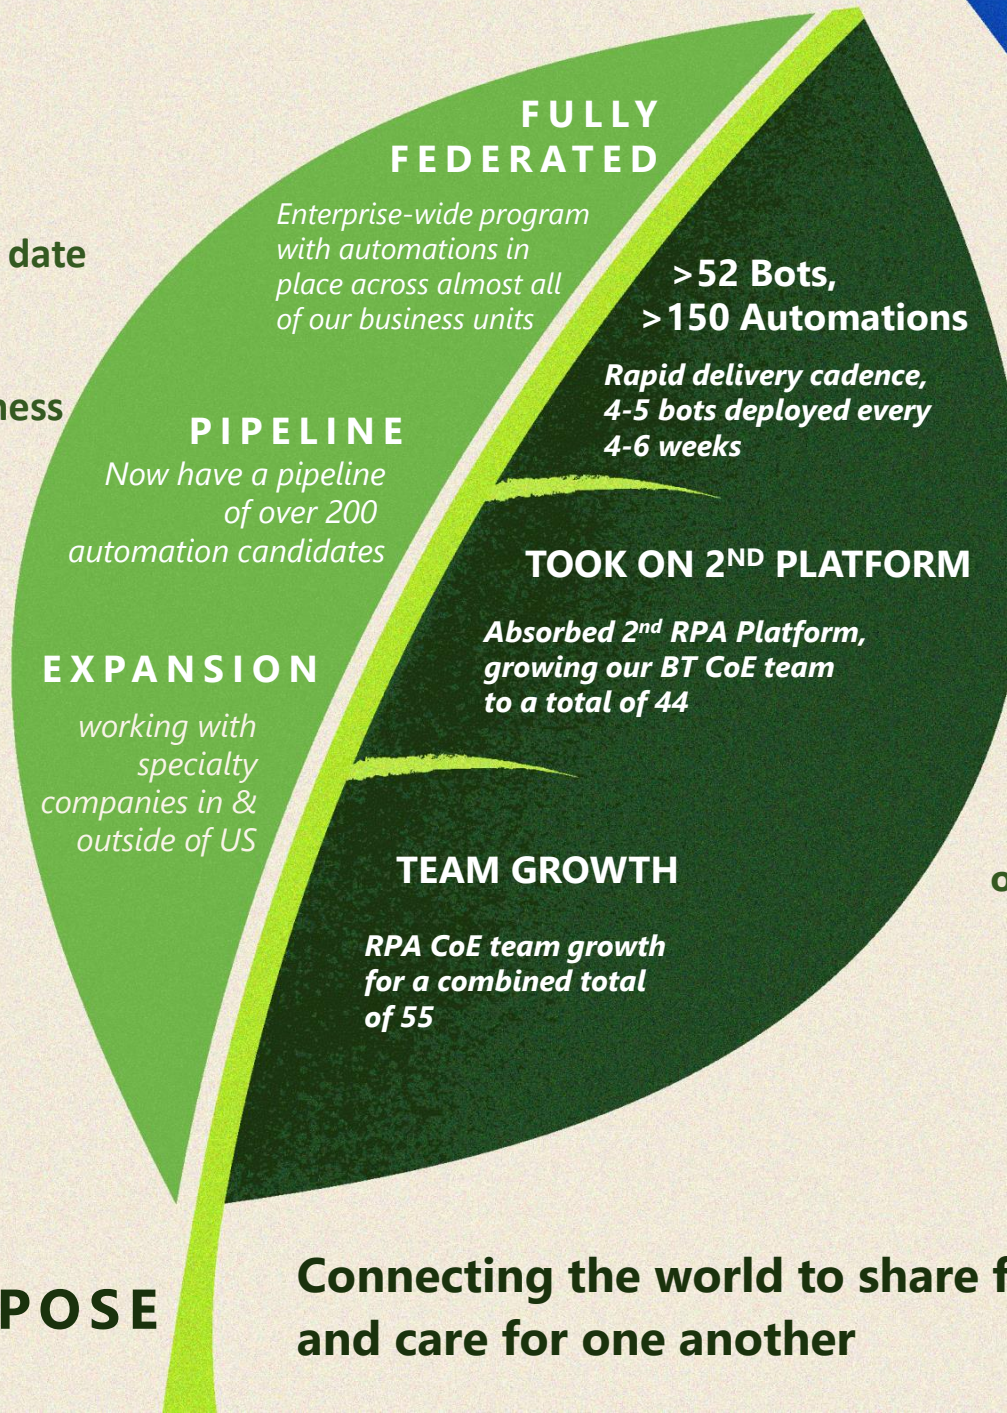 FULLY
FEDERATED
Enterprise-wide program
with automations in
place across almost all
of our business units
date
PIPELINE
Now have a pipeline
of over 200
automation candidates
EXPANSION
working with
specialty
companies in &
outside of US
>52 Bots,
>150 Automations
Rapid delivery cadence,
4-5 bots deployed every
4-6 weeks
TOOK ON 2ND PLATFORM
Absorbed 2nd RPA Platform,
growing our BT CoE team
to a total of 44
TEAM GROWTH
RPA CoE team growth
for a combined total
of 55
POSE
Connecting the world to share f
and care for one another